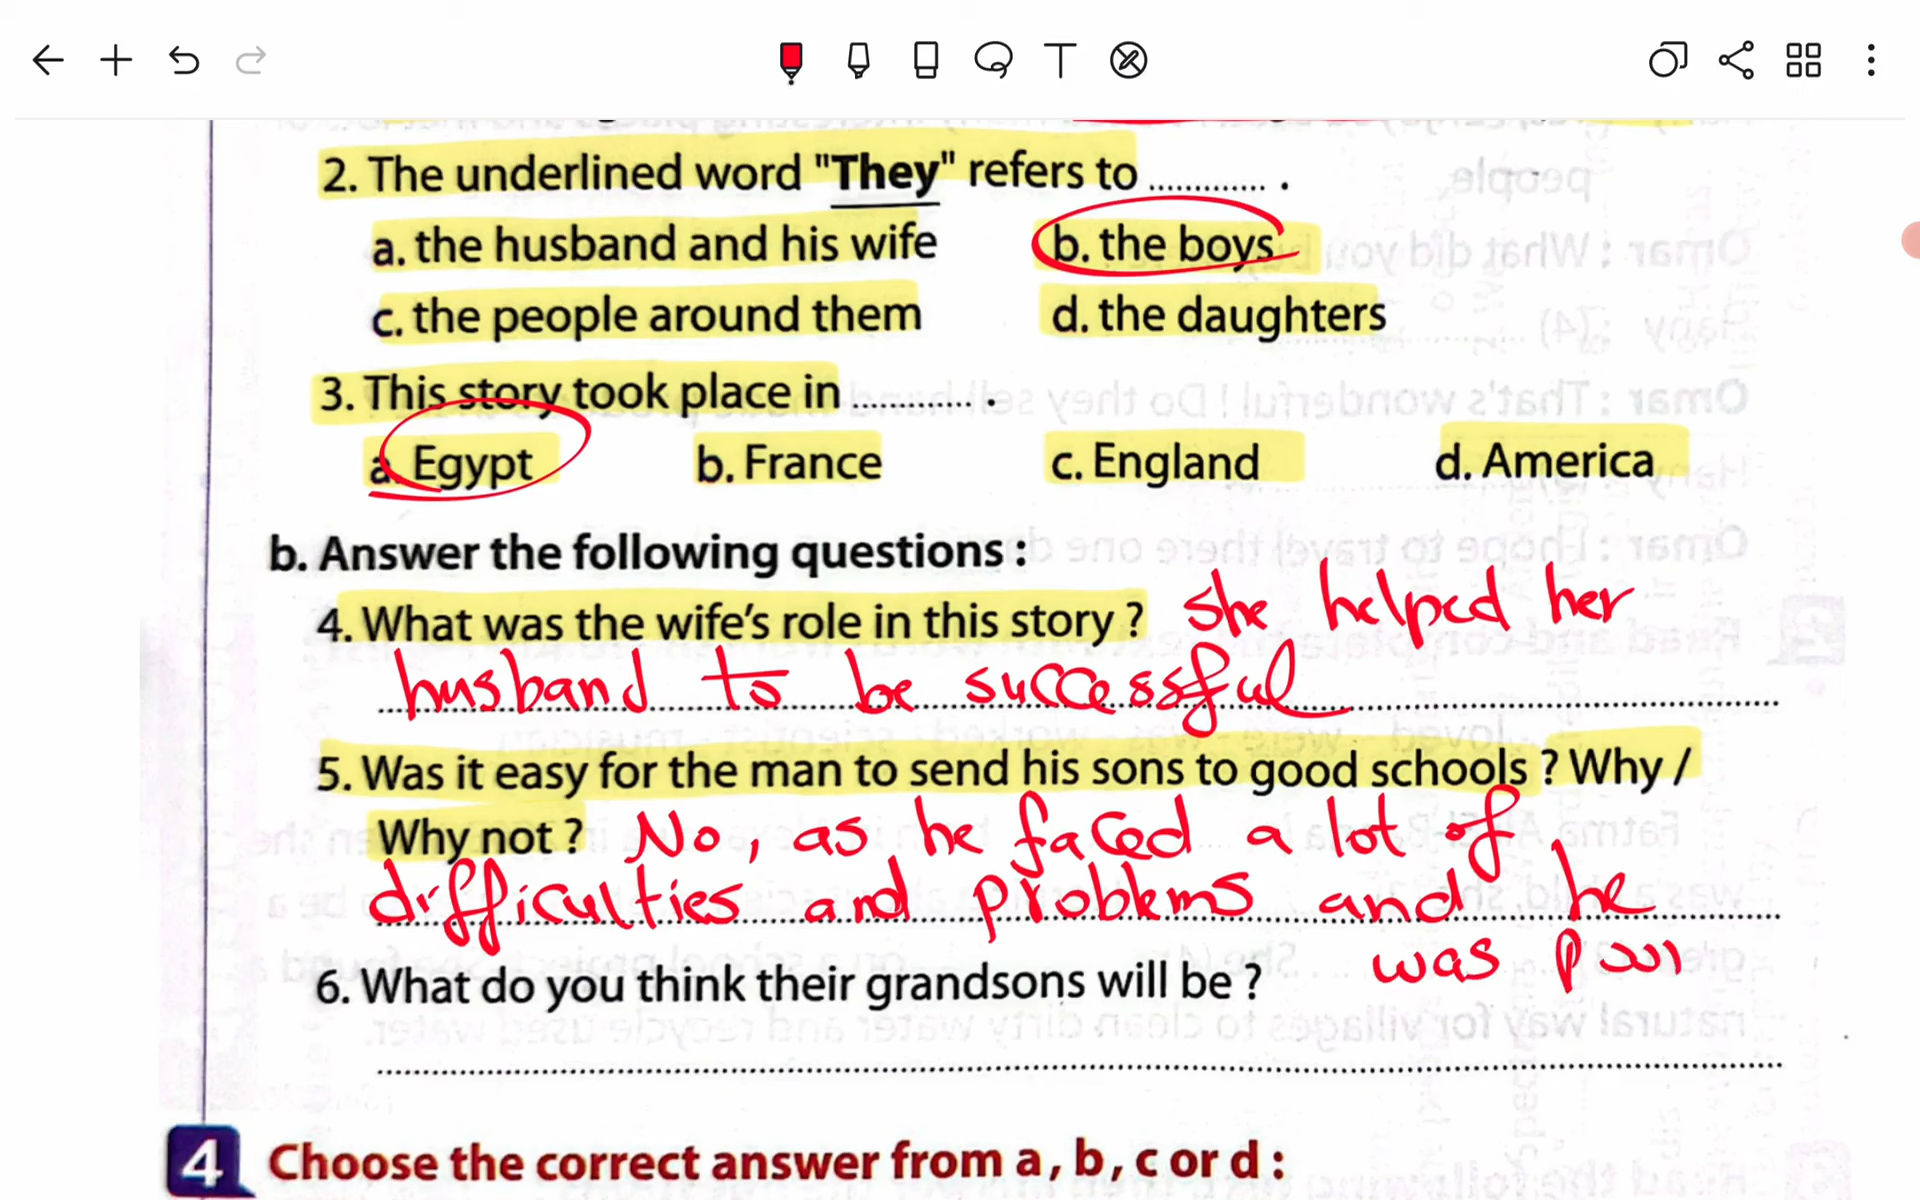 2. The underlined word "They" refers to ............. .
a. the husband and his wife b. the boys
c. the people around them d. the daughters
3. This story took place in ............. .
a. Egypt b. France c. England d. America
b. Answer the following questions :
4. What was the wife's role in this story ? She helped her
husband to be successful
5. Was it easy for the man to send his sons to good schools ? Why /
Why not ? No, as he faced a lot of
difficulties and problems and he
was poor
6. What do you think their grandsons will be ?
4 Choose the correct answer from a , b , c or d :